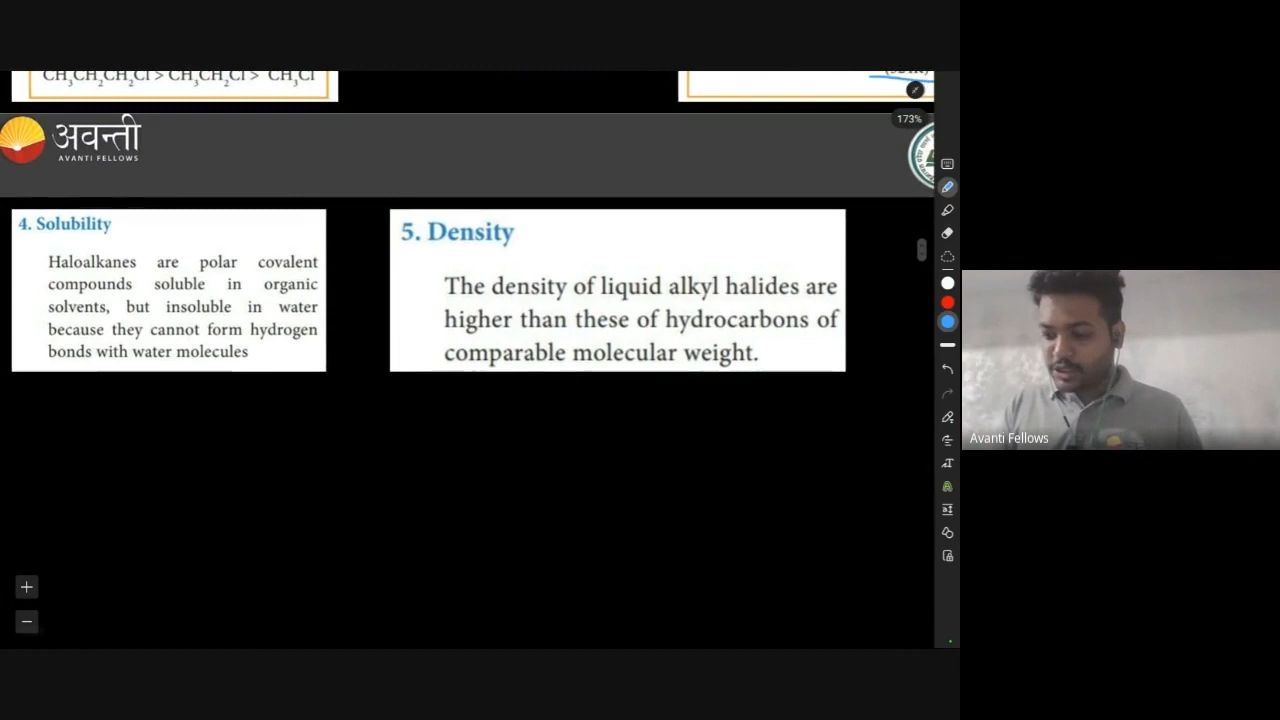 CH3CH2CH2Cl > CH3CH2Cl > CH3Cl
173%
अवन्ती
AVANTI FELLOWS
4. Solubility
Haloalkanes are polar covalent
compounds soluble in organic
solvents, but insoluble in water
because they cannot form hydrogen
bonds with water molecules
5. Density
The density of liquid alkyl halides are
higher than these of hydrocarbons of
comparable molecular weight.
Avanti Fellows